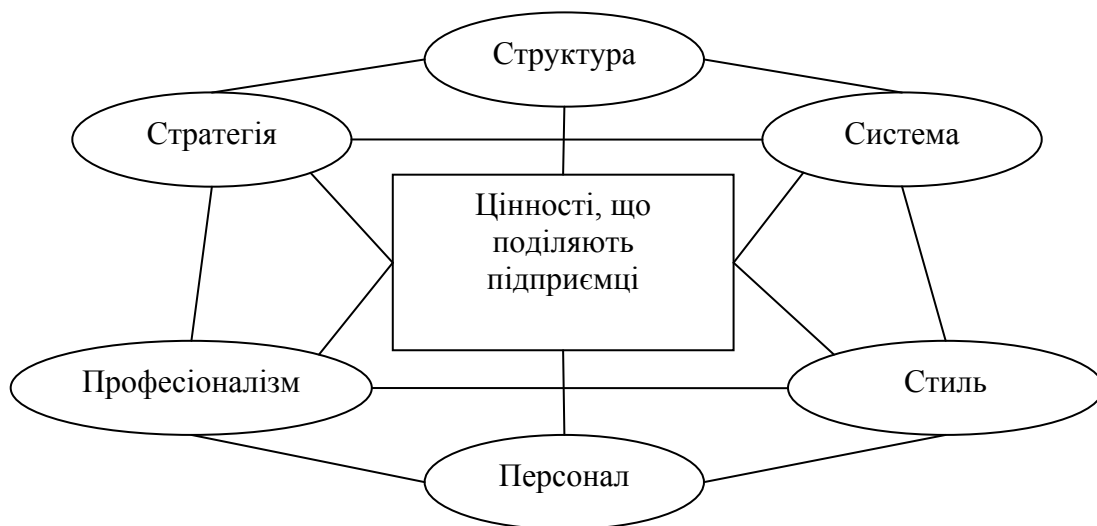 Структура
Стратегія
Система
Цінності, що
поділяють
підприємці
Професіоналізм
Стиль
Персонал